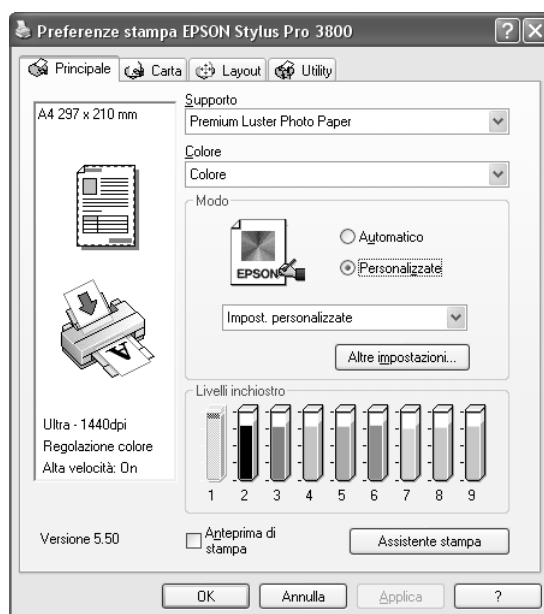 Preferenze stampa EPSON Stylus Pro 3800
Principale Carta Layout Utility
A4 297 x 210 mm
Supporto
Premium Luster Photo Paper
Colore
Colore
Modo
EPSON
Automatico
Personalizzate
Impost. personalizzate
Altre impostazioni...
A
Ultra - 1440dpi
Regolazione colore
Alta velocità: On
Livelli inchiostro
1 2 3 4 5 6 7 8 9
Versione 5.50
Anteprima di
stampa
Assistente stampa
OK Annulla Applica ?